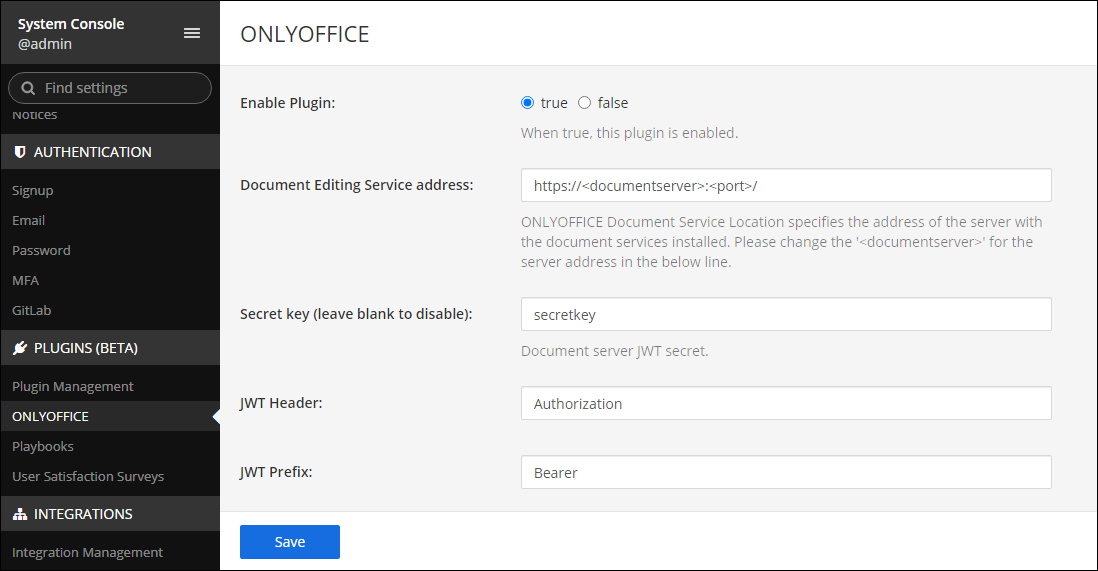 System Console
@admin
Find settings
Notices
AUTHENTICATION
Signup
Email
Password
MFA
GitLab
PLUGINS (BETA)
Plugin Management
ONLYOFFICE
Playbooks
User Satisfaction Surveys
INTEGRATIONS
Integration Management
ONLYOFFICE
Enable Plugin:
true false
When true, this plugin is enabled.
Document Editing Service address:
https://<documentserver>:<port>/
ONLYOFFICE Document Service Location specifies the address of the server with
the document services installed. Please change the '<documentserver>' for the
server address in the below line.
Secret key (leave blank to disable):
secretkey
Document server JWT secret.
JWT Header:
Authorization
JWT Prefix:
Bearer
Save